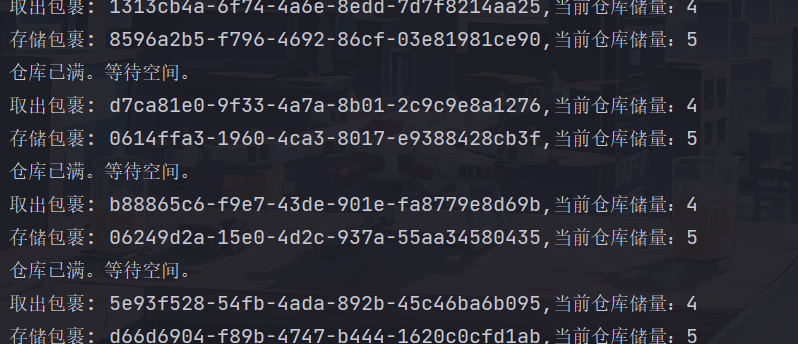 取出包裹: 1313cb4a-6f74-4a6e-8edd-7d7f8214aa25,当前仓库储量：4
存储包裹: 8596a2b5-f796-4692-86cf-03e81981ce90,当前仓库储量：5
仓库已满。等待空间。
取出包裹: d7ca81e0-9f33-4a7a-8b01-2c9c9e8a1276,当前仓库储量：4
存储包裹: 0614ffa3-1960-4ca3-8017-e9388428cb3f,当前仓库储量：5
仓库已满。等待空间。
取出包裹: b88865c6-f9e7-43de-901e-fa8779e8d69b,当前仓库储量：4
存储包裹: 06249d2a-15e0-4d2c-937a-55aa34580435,当前仓库储量：5
仓库已满。等待空间。
取出包裹: 5e93f528-54fb-4ada-892b-45c46ba6b095,当前仓库储量：4
存储包裹: d66d6904-f89b-4747-b444-1620c0cfd1ab,当前仓库储量：5